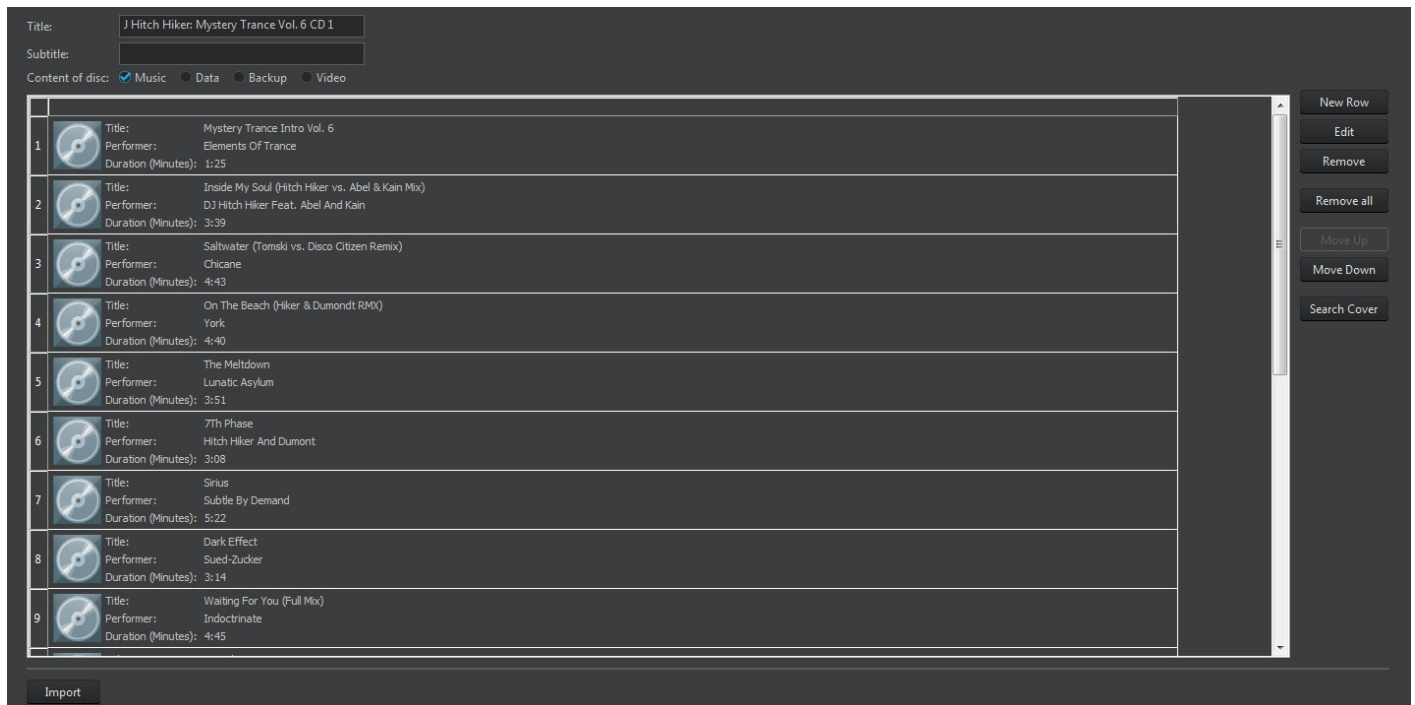 Title: J Hitch Hiker: Mystery Trance Vol. 6 CD 1
Subtitle:
Content of disc: Music Data Backup Video
New Row
Edit
Remove
Remove all
Move Up
Move Down
Search Cover
1
Title: Mystery Trance Intro Vol. 6
Performer: Elements Of Trance
Duration (Minutes): 1:25
2
Title: Inside My Soul (Hitch Hiker vs. Abel & Kain Mix)
Performer: DJ Hitch Hiker Feat. Abel And Kain
Duration (Minutes): 3:39
3
Title: Saltwater (Tomski vs. Disco Citizen Remix)
Performer: Chicane
Duration (Minutes): 4:43
4
Title: On The Beach (Hiker & Dumondt RMX)
Performer: York
Duration (Minutes): 4:40
5
Title: The Meltdown
Performer: Lunatic Asylum
Duration (Minutes): 3:51
6
Title: 7Th Phase
Performer: Hitch Hiker And Dumont
Duration (Minutes): 3:08
7
Title: Sirius
Performer: Subtle By Demand
Duration (Minutes): 5:22
8
Title: Dark Effect
Performer: Sued-Zucker
Duration (Minutes): 3:14
9
Title: Waiting For You (Full Mix)
Performer: Indoctrinate
Duration (Minutes): 4:45
Import